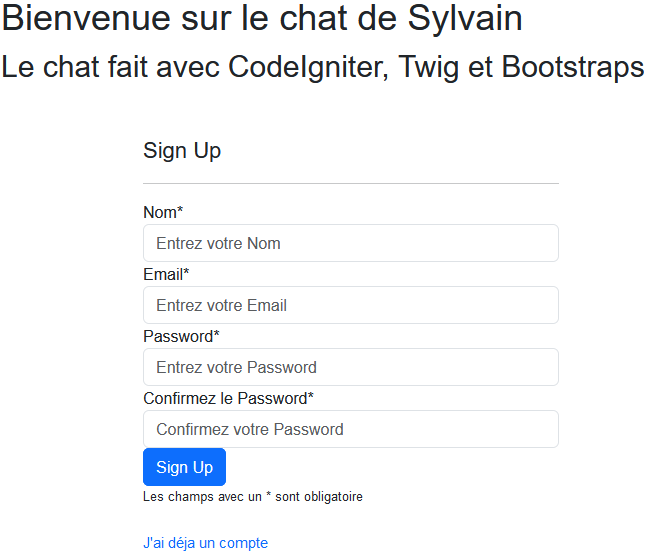 Bienvenue sur le chat de Sylvain
Le chat fait avec CodeIgniter, Twig et Bootstraps
Sign Up
Nom*
Entrez votre Nom
Email*
Entrez votre Email
Password*
Entrez votre Password
Confirmez le Password*
Confirmez votre Password
Sign Up
Les champs avec un * sont obligatoire
J'ai déja un compte